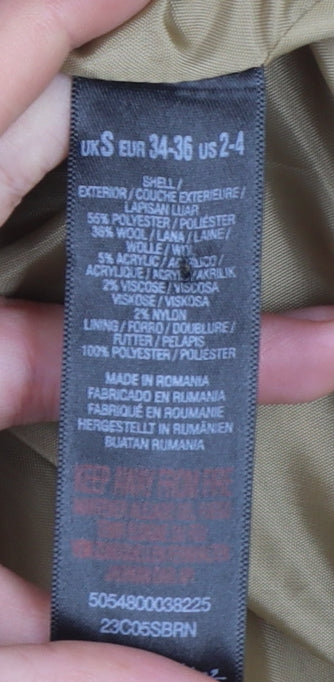 UK S EUR 34-36 US 2-4
SHELL /
EXTERIOR / COUCHE EXTERIEURE /
LAPISAN LUAR
55% POLYESTER / POLIÉSTER
36% WOOL / LANA / LAINE /
WOLLE /
5% ACRYLIC /
ACRYLIQUE / AKRILIK
2% VISCOSE / VISCOSA
VISKOSE / VISKOSA
2% NYLON
LINING / FORRO / DOUBLURE /
FUTTER / PELAPIS
100% POLYESTER / POLIÉSTER
MADE IN ROMANIA
FABRICADO EN RUMANIA
FABRIQUÉ EN ROUMANIE
HERGESTELLT IN RUMÄNIEN
BUATAN RUMANIA
KEEP AWAY FROM FIRE
5054800038225
23C05SBRN